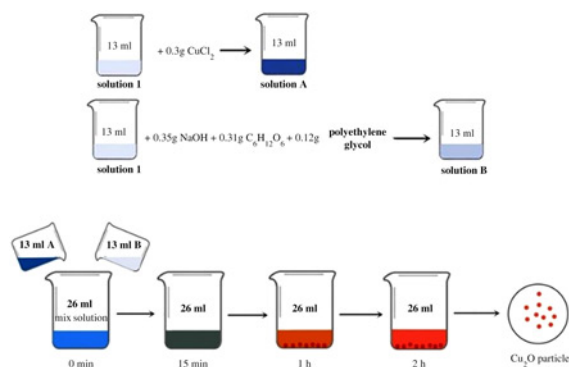 13 ml
+ 0.3g CuCl₂
13 ml
solution 1
solution A
13 ml
+ 0.35g NaOH + 0.31g C₆H₁₂O₆ + 0.12g
polyethylene
glycol
13 ml
solution 1
solution B
13 ml A
13 ml B
26 ml
mix solution
26 ml
26 ml
26 ml
0 min
15 min
1 h
2 h
Cu₂O particle